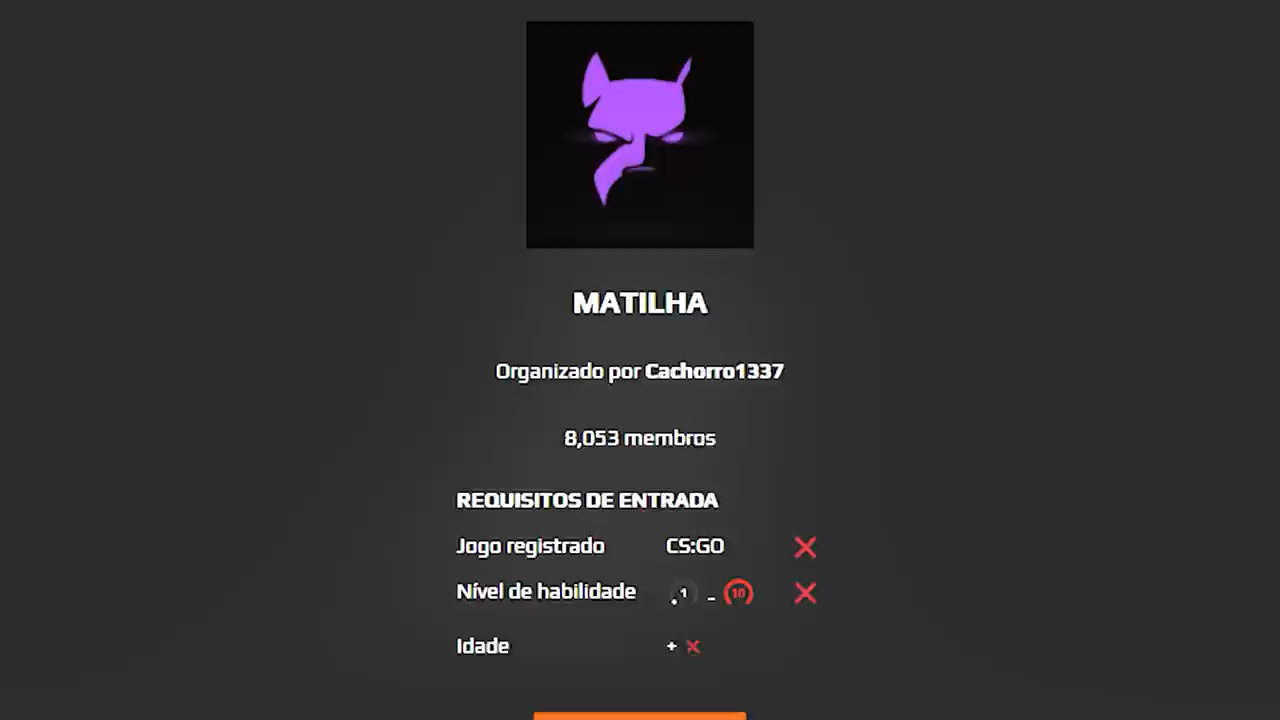 MATILHA
Organizado por Cachorro1337
8,053 membros
REQUISITOS DE ENTRADA
Jogo registrado CS:GO
Nível de habilidade 1 - 10
Idade +